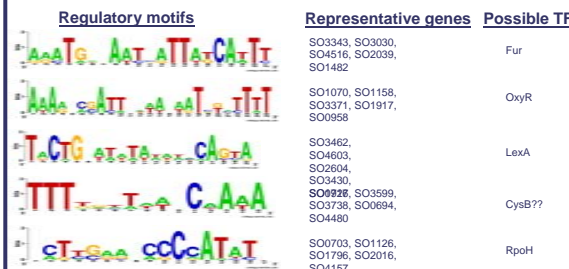 Regulatory motifs Representative genes Possible TF
SO3343, SO3030,
SO4516, SO2039,
SO1482
Fur
SO1070, SO1158,
SO3371, SO1917,
SO0958
OxyR
SO3462,
SO4603,
SO2604,
SO3430,
LexA
SO3599,
SO3738, SO0694,
SO4480
CysB??
SO0703, SO1126,
SO1796, SO2016,
SO4157
RpoH